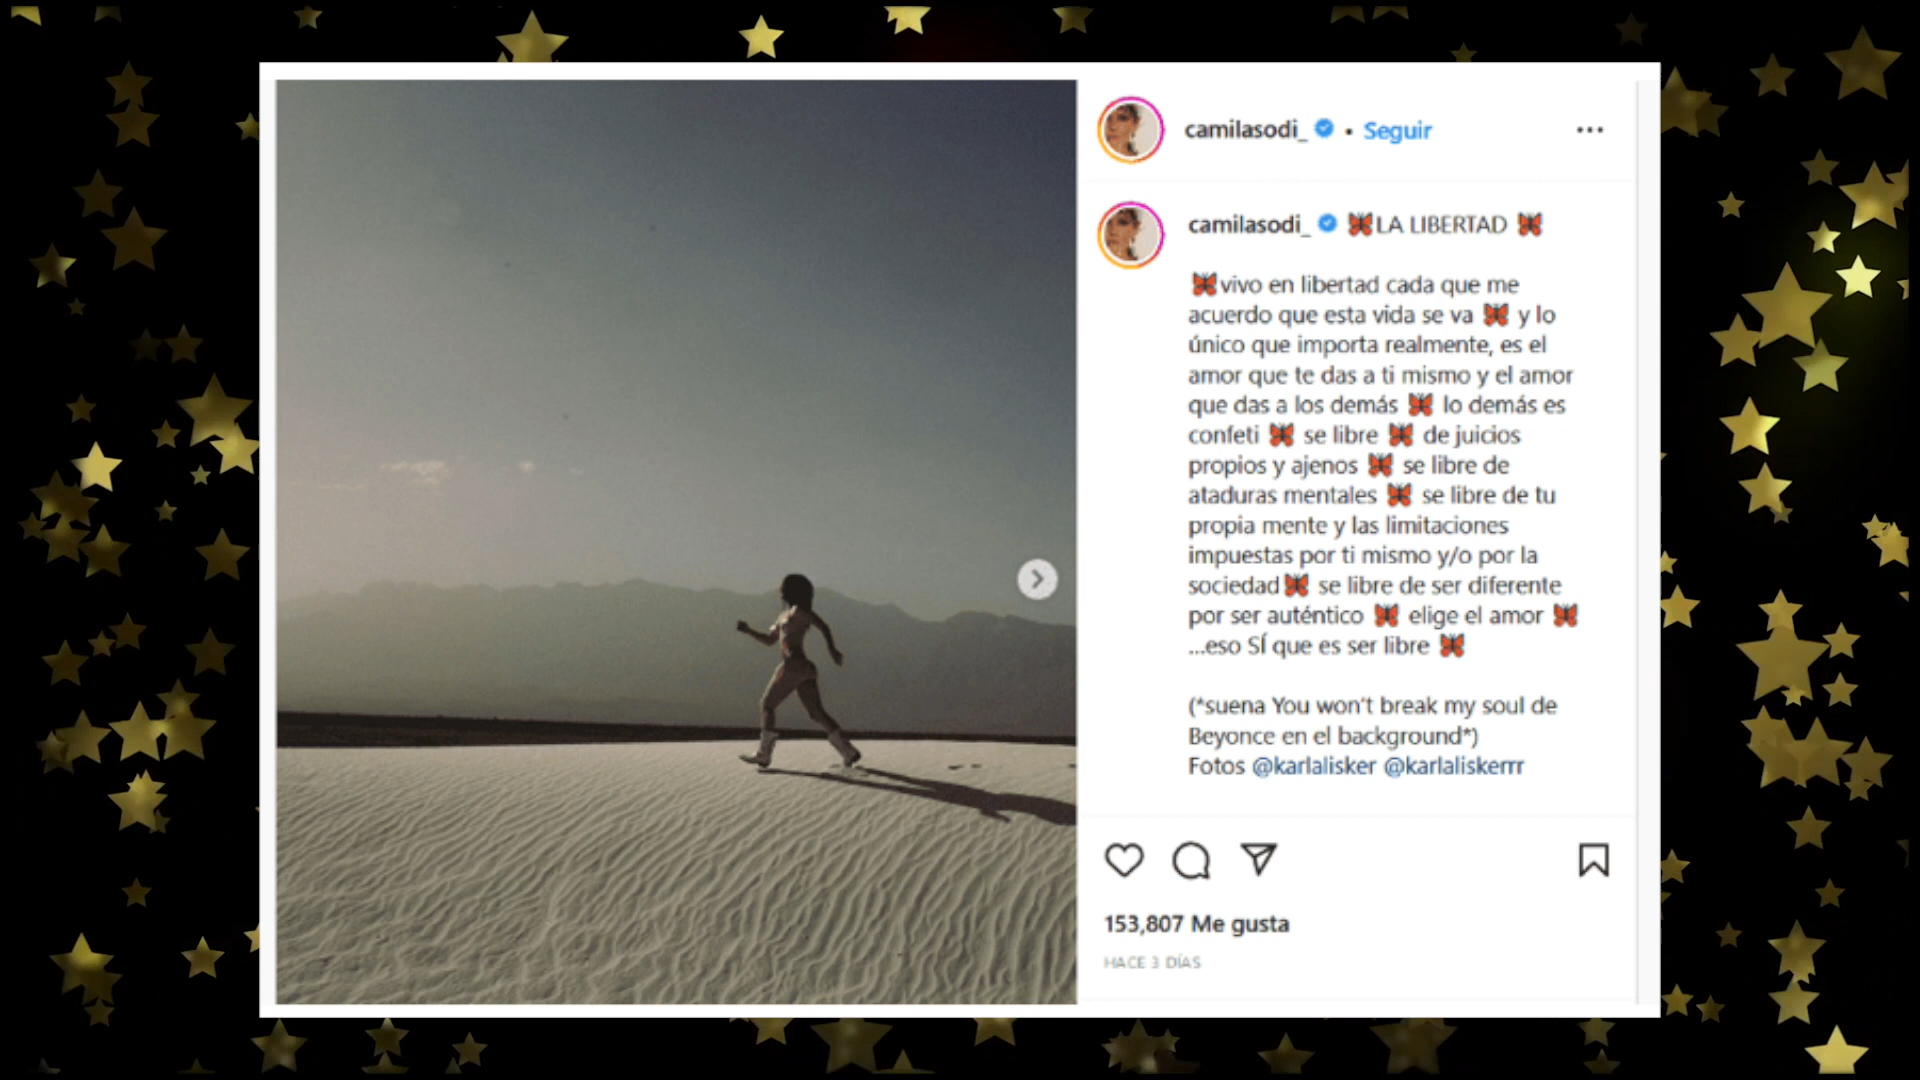 camilasodi_ • Seguir
camilasodi_ 🦋LA LIBERTAD 🦋
🦋vivo en libertad cada que me
acuerdo que esta vida se va 🦋 y lo
único que importa realmente, es el
amor que te das a ti mismo y el amor
que das a los demás 🦋 lo demás es
confeti 🦋 se libre 🦋 de juicios
propios y ajenos 🦋 se libre de
ataduras mentales 🦋 se libre de tu
propia mente y las limitaciones
impuestas por ti mismo y/o por la
sociedad🦋 se libre de ser diferente
por ser auténtico 🦋 elige el amor 🦋
...eso SÍ que es ser libre 🦋
(*suena You won't break my soul de
Beyonce en el background*)
Fotos @karlalisker @karlaliskerrr
153,807 Me gusta
HACE 3 DÍAS